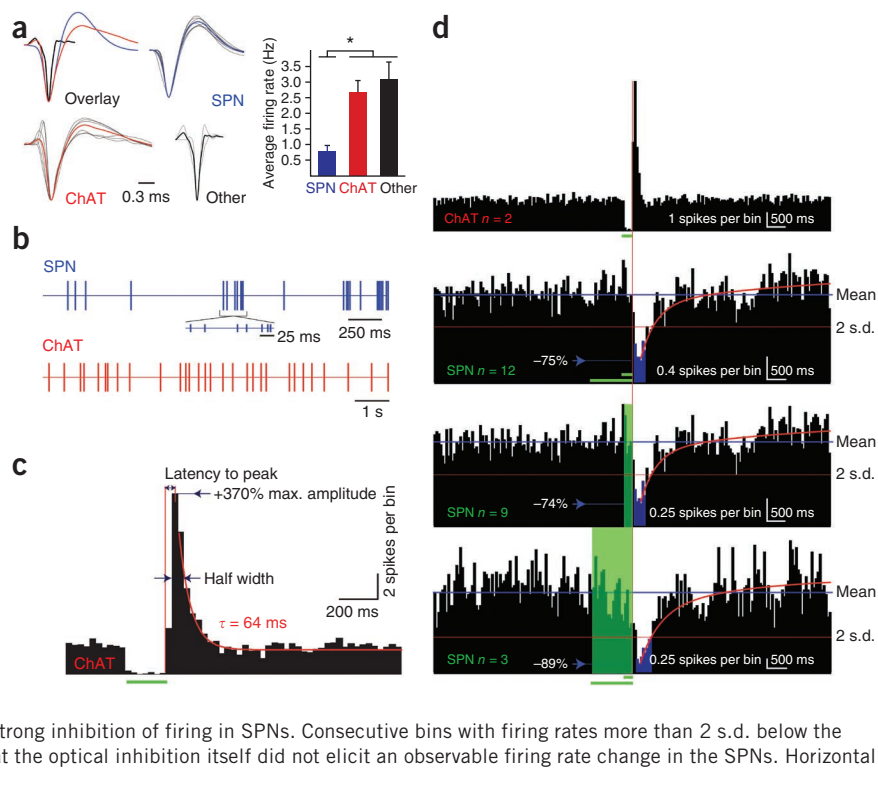 a
Overlay
SPN
ChAT
0.3 ms
Other
Average firing rate (Hz)
*
3.5
3.0
2.5
2.0
1.5
1.0
0.5
SPN ChAT Other
b
SPN
25 ms
250 ms
ChAT
1 s
c
Latency to peak
+370% max. amplitude
Half width
2 spikes per bin
200 ms
τ = 64 ms
ChAT
d
ChAT n = 2
1 spikes per bin
500 ms
Mean
2 s.d.
–75%
SPN n = 12
0.4 spikes per bin
500 ms
Mean
2 s.d.
–74%
SPN n = 9
0.25 spikes per bin
500 ms
Mean
2 s.d.
–89%
SPN n = 3
0.25 spikes per bin
500 ms
strong inhibition of firing in SPNs. Consecutive bins with firing rates more than 2 s.d. below the
at the optical inhibition itself did not elicit an observable firing rate change in the SPNs. Horizontal